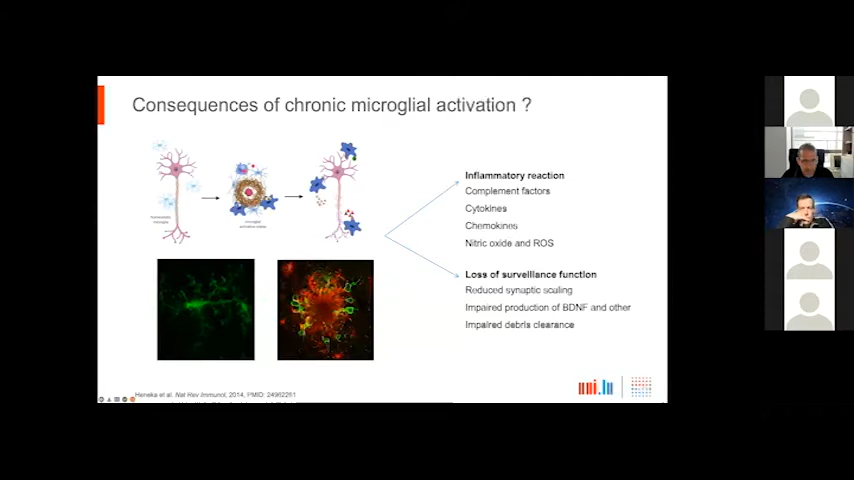 Consequences of chronic microglial activation ?
Inflammatory reaction
Complement factors
Cytokines
Chemokines
Nitric oxide and ROS
Loss of surveillance function
Reduced synaptic scaling
Impaired production of BDNF and other
Impaired debris clearance
Heneka et al. Nat Rev Immunol, 2014, PMID: 24962261
uni.lu